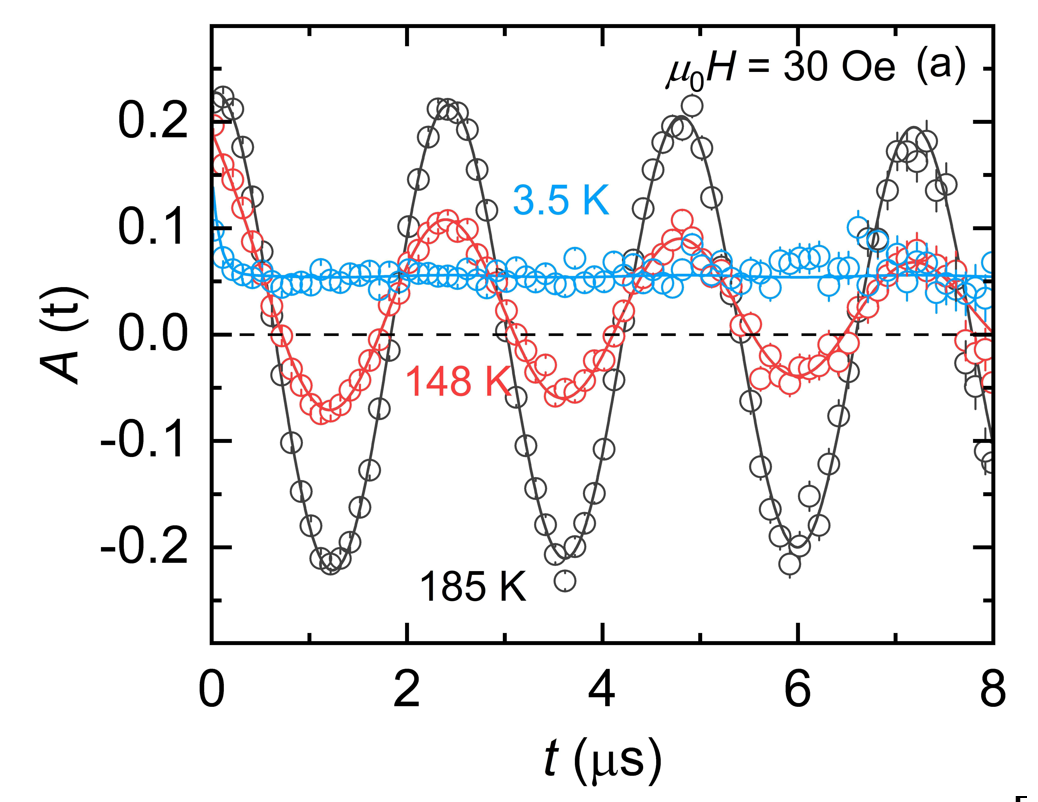 μ₀H = 30 Oe (a)
0.2
3.5 K
0.1
A (t)
0.0
148 K
-0.1
-0.2
185 K
0 2 4 6 8
t (μs)